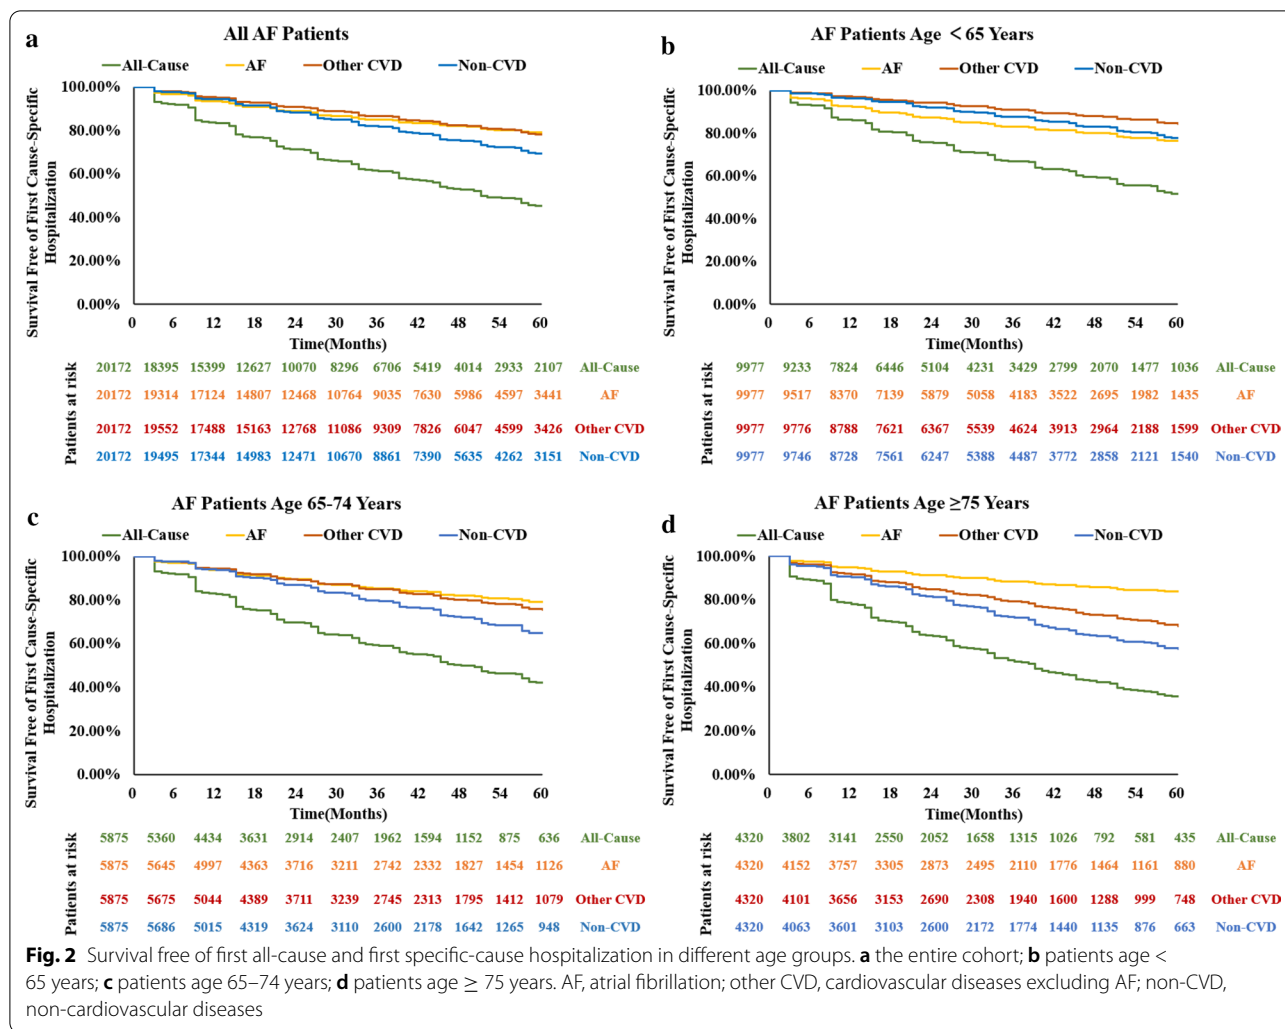 a
All AF Patients
All-Cause AF Other CVD Non-CVD
Survival Free of First Cause-Specific
Hospitalization
100.00%
80.00%
60.00%
40.00%
20.00%
0.00%
0 6 12 18 24 30 36 42 48 54 60
Time(Months)
Patients at risk
20172 18395 15399 12627 10070 8296 6706 5419 4014 2933 2107 All-Cause
20172 19314 17124 14807 12468 10764 9035 7630 5986 4597 3441 AF
20172 19552 17488 15163 12768 11086 9309 7826 6047 4599 3426 Other CVD
20172 19495 17344 14983 12471 10670 8861 7390 5635 4262 3151 Non-CVD
b
AF Patients Age < 65 Years
All-Cause AF Other CVD Non-CVD
Survival Free of First Cause-Specific
Hospitalization
100.00%
80.00%
60.00%
40.00%
20.00%
0.00%
0 6 12 18 24 30 36 42 48 54 60
Time(Months)
Patients at risk
9977 9233 7824 6446 5104 4231 3429 2799 2070 1477 1036 All-Cause
9977 9517 8370 7139 5879 5058 4183 3522 2695 1982 1435 AF
9977 9776 8788 7621 6367 5539 4624 3913 2964 2188 1599 Other CVD
9977 9746 8728 7561 6247 5388 4487 3772 2858 2121 1540 Non-CVD
c
AF Patients Age 65-74 Years
All-Cause AF Other CVD Non-CVD
Survival Free of First Cause-Specific
Hospitalization
100.00%
80.00%
60.00%
40.00%
20.00%
0.00%
0 6 12 18 24 30 36 42 48 54 60
Time(Months)
Patients at risk
5875 5360 4434 3631 2914 2407 1962 1594 1152 875 636 All-Cause
5875 5645 4997 4363 3716 3211 2742 2332 1827 1454 1126 AF
5875 5675 5044 4389 3711 3239 2745 2313 1795 1412 1079 Other CVD
5875 5686 5015 4319 3624 3110 2600 2178 1642 1265 948 Non-CVD
d
AF Patients Age ≥75 Years
All-Cause AF Other CVD Non-CVD
Survival Free of First Cause-Specific
Hospitalization
100.00%
80.00%
60.00%
40.00%
20.00%
0.00%
0 6 12 18 24 30 36 42 48 54 60
Time(Months)
Patients at risk
4320 3802 3141 2550 2052 1658 1315 1026 792 581 435 All-Cause
4320 4152 3757 3305 2873 2495 2110 1776 1464 1161 880 AF
4320 4101 3656 3153 2690 2308 1940 1600 1288 999 748 Other CVD
4320 4063 3601 3103 2600 2172 1774 1440 1135 876 663 Non-CVD
Fig. 2 Survival free of first all-cause and first specific-cause hospitalization in different age groups. a the entire cohort; b patients age <
65 years; c patients age 65–74 years; d patients age ≥ 75 years. AF, atrial fibrillation; other CVD, cardiovascular diseases excluding AF; non-CVD,
non-cardiovascular diseases